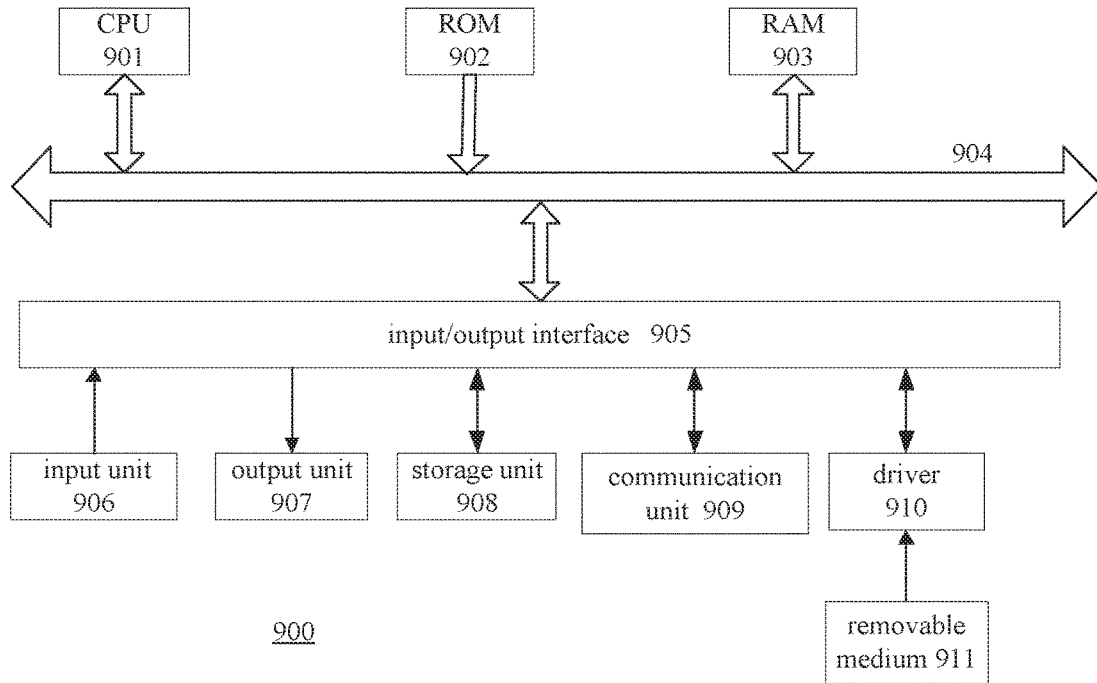 CPU
901
ROM
902
RAM
903
904
input/output interface 905
input unit
906
output unit
907
storage unit
908
communication
unit 909
driver
910
900
removable
medium 911